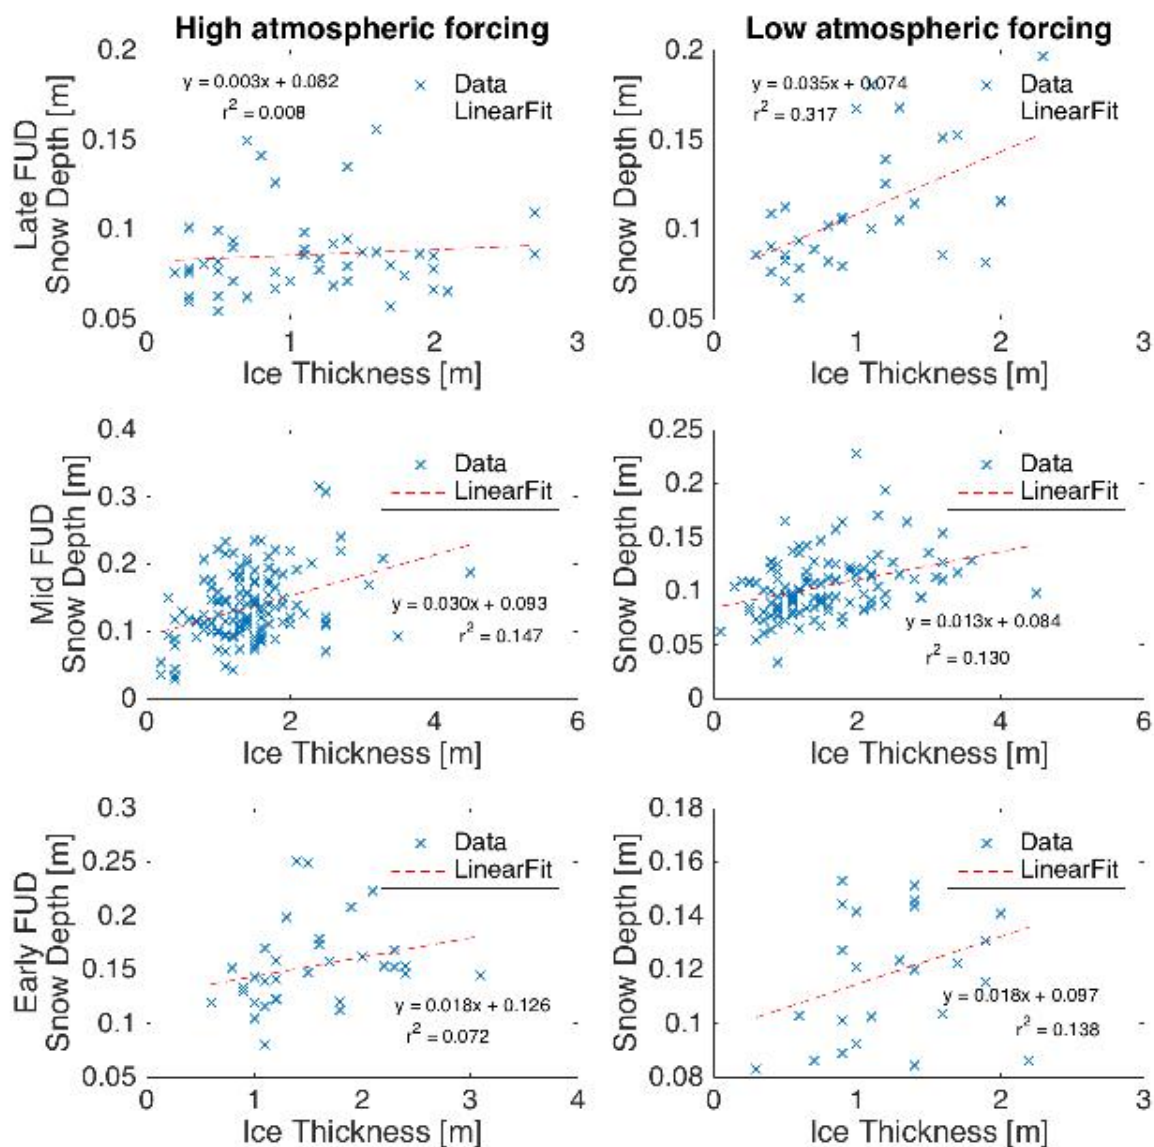 High atmospheric forcing
Low atmospheric forcing
Late FUD
Snow Depth [m]
0.2
0.15
0.1
0.05
y = 0.003x + 0.082
r² = 0.008
Data
LinearFit
0 1 2 3
Ice Thickness [m]
Snow Depth [m]
0.2
0.15
0.1
0.05
y = 0.035x + 0.074
r² = 0.317
Data
LinearFit
0 1 2 3
Ice Thickness [m]
Mid FUD
Snow Depth [m]
0.4
0.3
0.2
0.1
0
Data
LinearFit
y = 0.030x + 0.093
r² = 0.147
0 2 4 6
Ice Thickness [m]
Snow Depth [m]
0.25
0.2
0.15
0.1
0.05
0
Data
LinearFit
y = 0.013x + 0.084
r² = 0.130
0 2 4 6
Ice Thickness [m]
Early FUD
Snow Depth [m]
0.3
0.25
0.2
0.15
0.1
0.05
Data
LinearFit
y = 0.018x + 0.126
r² = 0.072
0 1 2 3 4
Ice Thickness [m]
Snow Depth [m]
0.18
0.16
0.14
0.12
0.1
0.08
Data
LinearFit
y = 0.018x + 0.097
r² = 0.138
0 1 2 3
Ice Thickness [m]